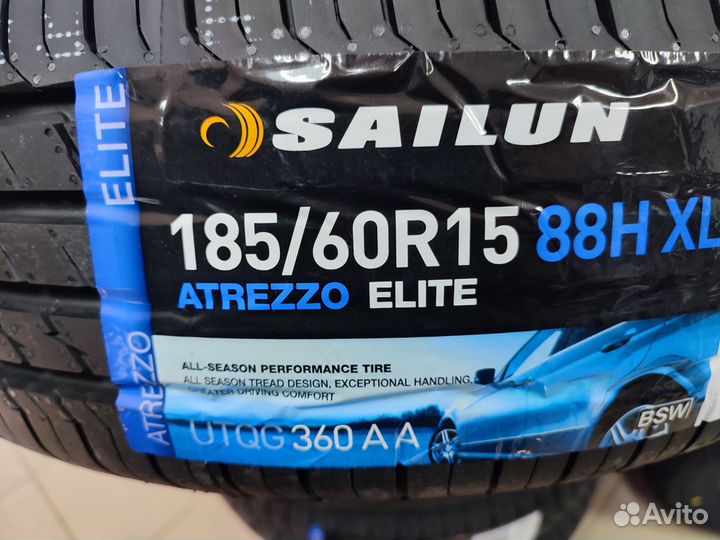 SAILUN
185/60R15 88H XL
ATREZZO ELITE
ALL-SEASON PERFORMANCE TIRE
ALL SEASON TREAD DESIGN, EXCEPTIONAL HANDLING,
DRIVING COMFORT
UTQG 360 A A
BSW
ATREZZO ELITE
Avito